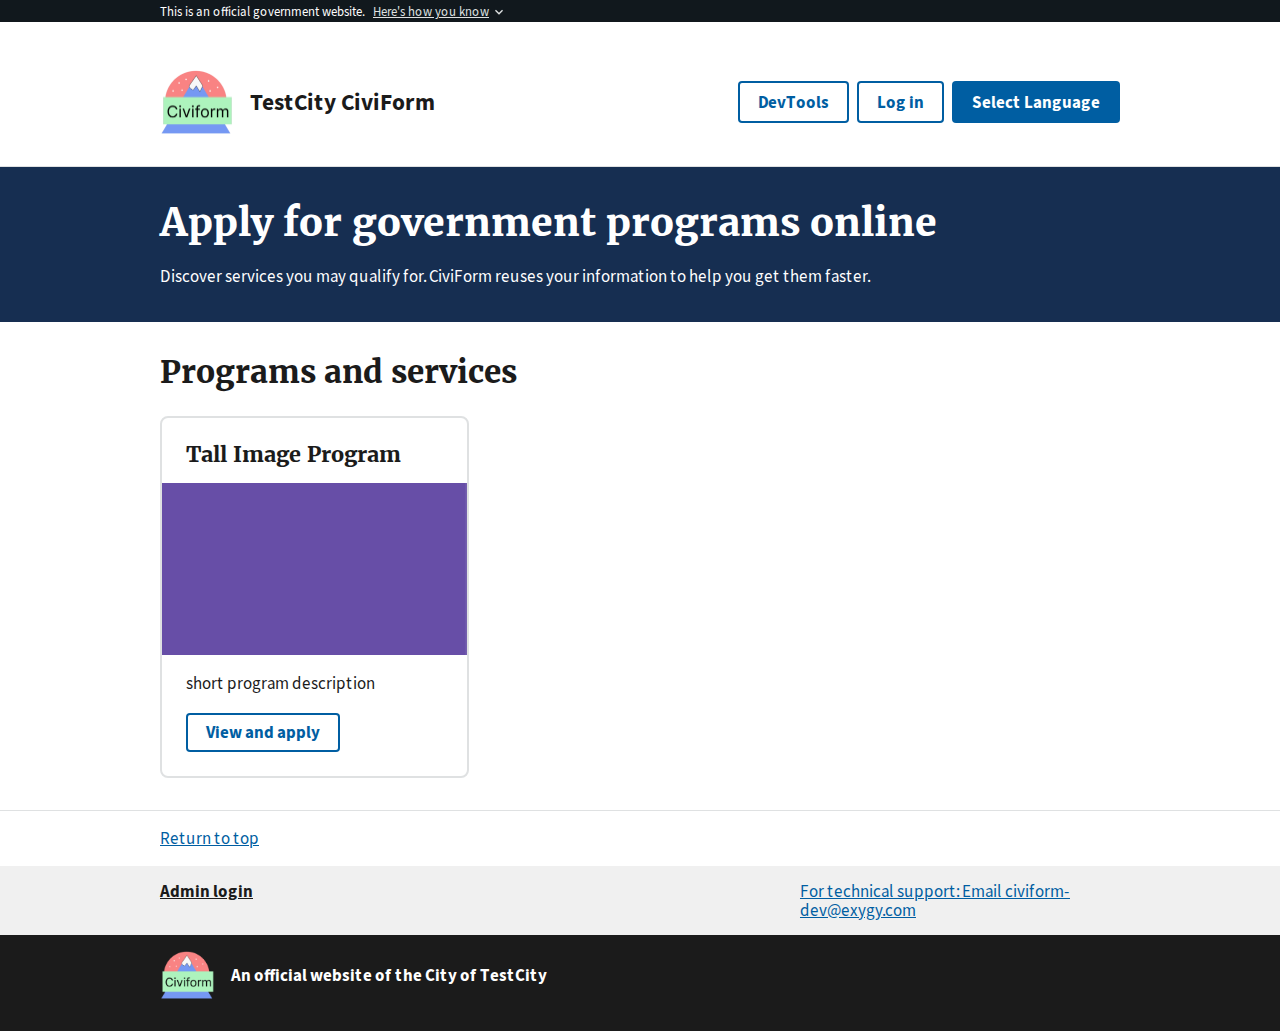 This is an official government website. Here's how you know
Civiform
TestCity CiviForm
DevTools
Log in
Select Language
Apply for government programs online
Discover services you may qualify for. CiviForm reuses your information to help you get them faster.
Programs and services
Tall Image Program
short program description
View and apply
Return to top
Admin login
For technical support: Email civiform-
dev@exygy.com
Civiform
An official website of the City of TestCity